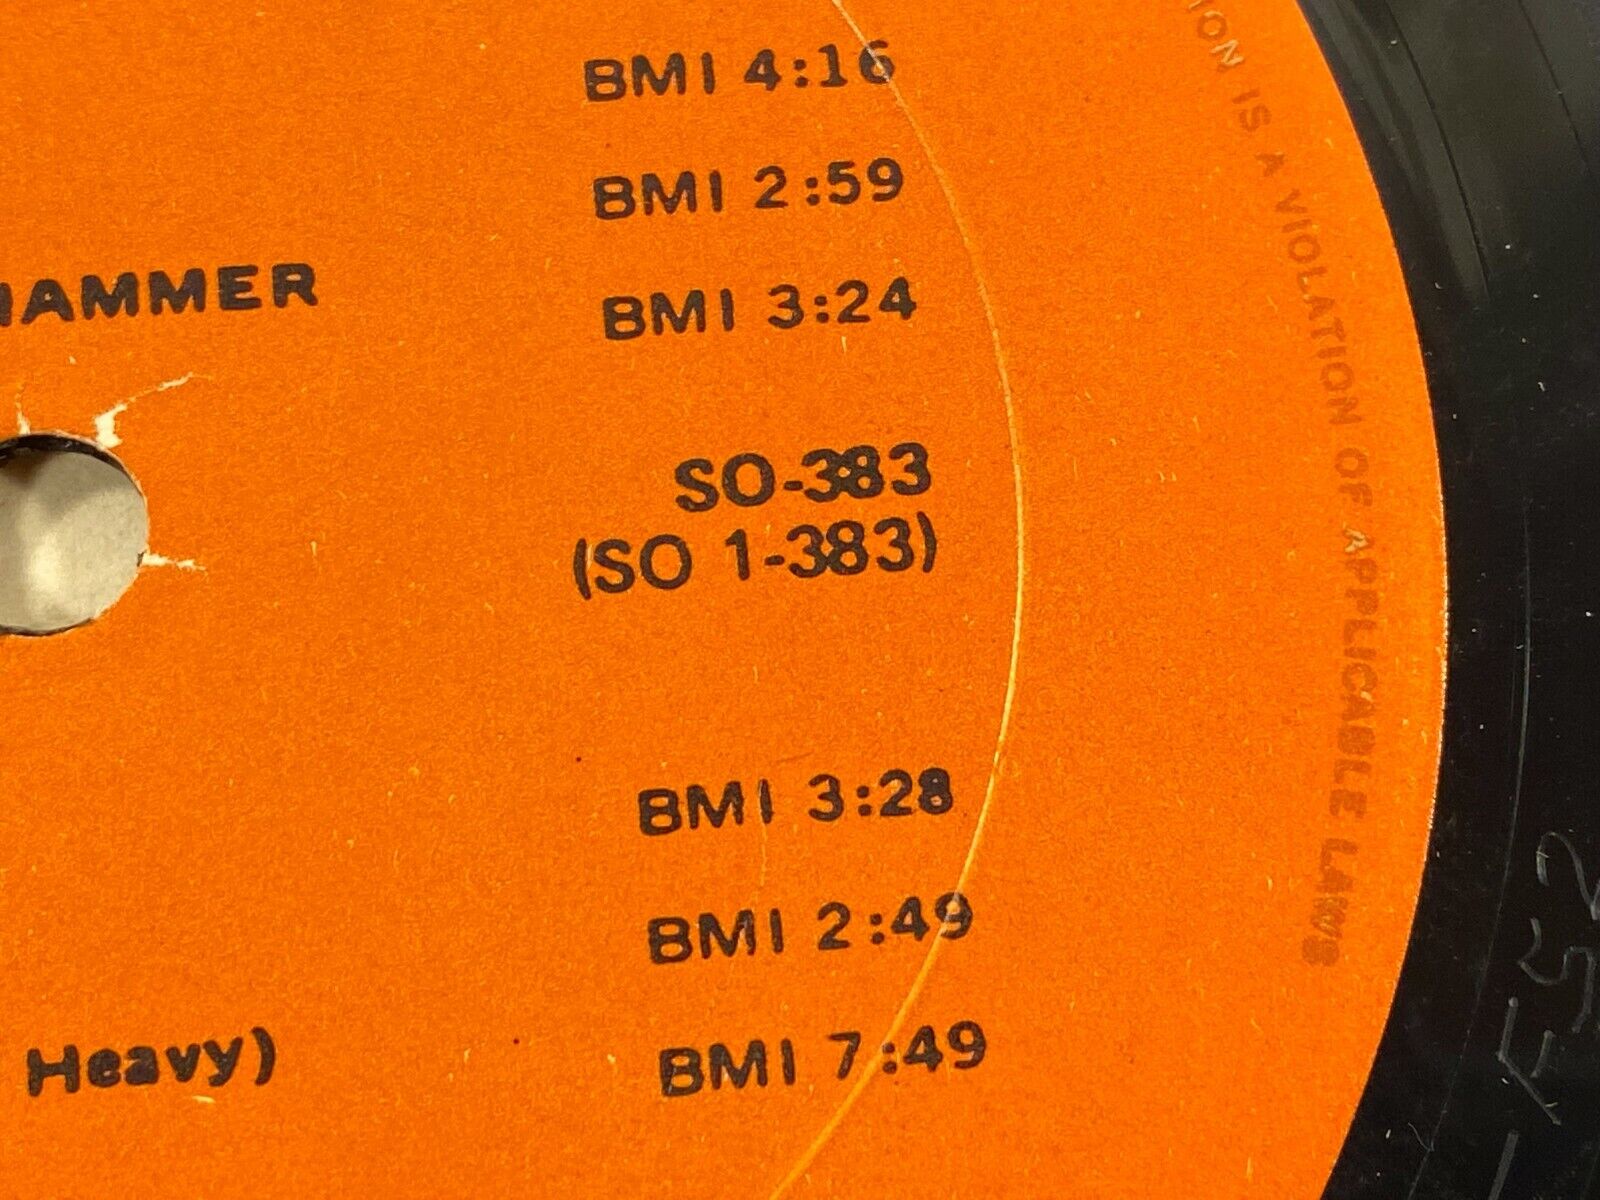 BMI 4:16
BMI 2:59
HAMMER BMI 3:24
SO-383
(SO 1-383)
BMI 3:28
BMI 2:49
Heavy) BMI 7:49
ION IS A VIOLATION OF APPLICABLE LAWS
F52